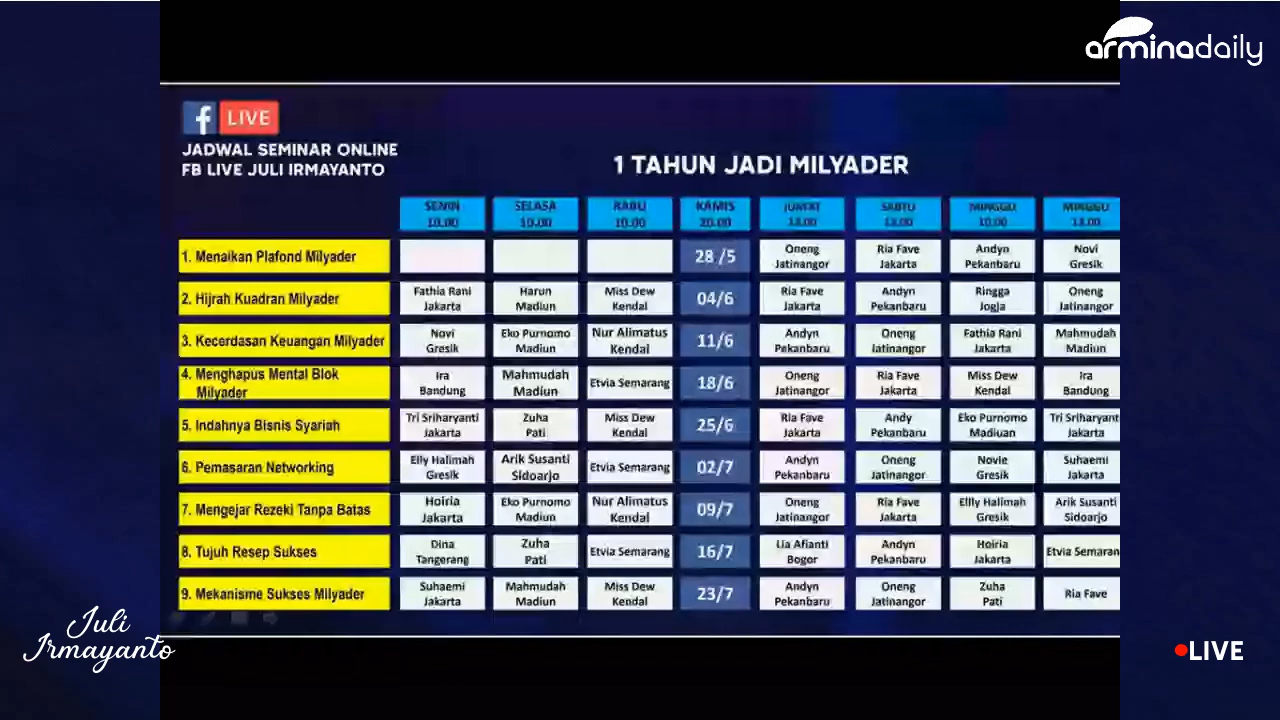 arminadaily
f LIVE
JADWAL SEMINAR ONLINE
FB LIVE JULI IRMAYANTO
1 TAHUN JADI MILYADER
SENIN SELASA RABU KAMIS JUM'AT SABTU MINGGU MINGGU
10.00 10.00 10.00 20.00 13.00 13.00 10.00 13.00
1. Menaikan Plafond Milyader 28 /5 Oneng Jatinangor Ria Fave Jakarta Andyn Pekanbaru Novi Gresik
2. Hijrah Kuadran Milyader Fathia Rani Jakarta Harun Madiun Miss Dew Kendal 04/6 Ria Fave Jakarta Andyn Pekanbaru Ringga Jogja Oneng Jatinangor
3. Kecerdasan Keuangan Milyader Novi Gresik Eko Purnomo Madiun Nur Alimatus Kendal 11/6 Andyn Pekanbaru Oneng Jatinangor Fathia Rani Jakarta Mahmudah Madiun
4. Menghapus Mental Blok Milyader Ira Bandung Mahmudah Madiun Etvia Semarang 18/6 Oneng Jatinangor Ria Fave Jakarta Miss Dew Kendal Ira Bandung
5. Indahnya Bisnis Syariah Tri Sriharyanti Jakarta Zuha Pati Miss Dew Kendal 25/6 Ria Fave Jakarta Andy Pekanbaru Eko Purnomo Madiuan Tri Sriharyant Jakarta
6. Pemasaran Networking Elly Halimah Gresik Arik Susanti Sidoarjo Etvia Semarang 02/7 Andyn Pekanbaru Oneng Jatinangor Novie Gresik Suhaemi Jakarta
7. Mengejar Rezeki Tanpa Batas Hoiria Jakarta Eko Purnomo Madiun Nur Alimatus Kendal 09/7 Oneng Jatinangor Ria Fave Jakarta Ellly Halimah Gresik Arik Susanti Sidoarjo
8. Tujuh Resep Sukses Dina Tangerang Zuha Pati Etvia Semarang 16/7 Lia Afianti Bogor Andyn Pekanbaru Hoiria Jakarta Etvia Semaran
9. Mekanisme Sukses Milyader Suhaemi Jakarta Mahmudah Madiun Miss Dew Kendal 23/7 Andyn Pekanbaru Oneng Jatinangor Zuha Pati Ria Fave
Juli
Irmayanto
LIVE